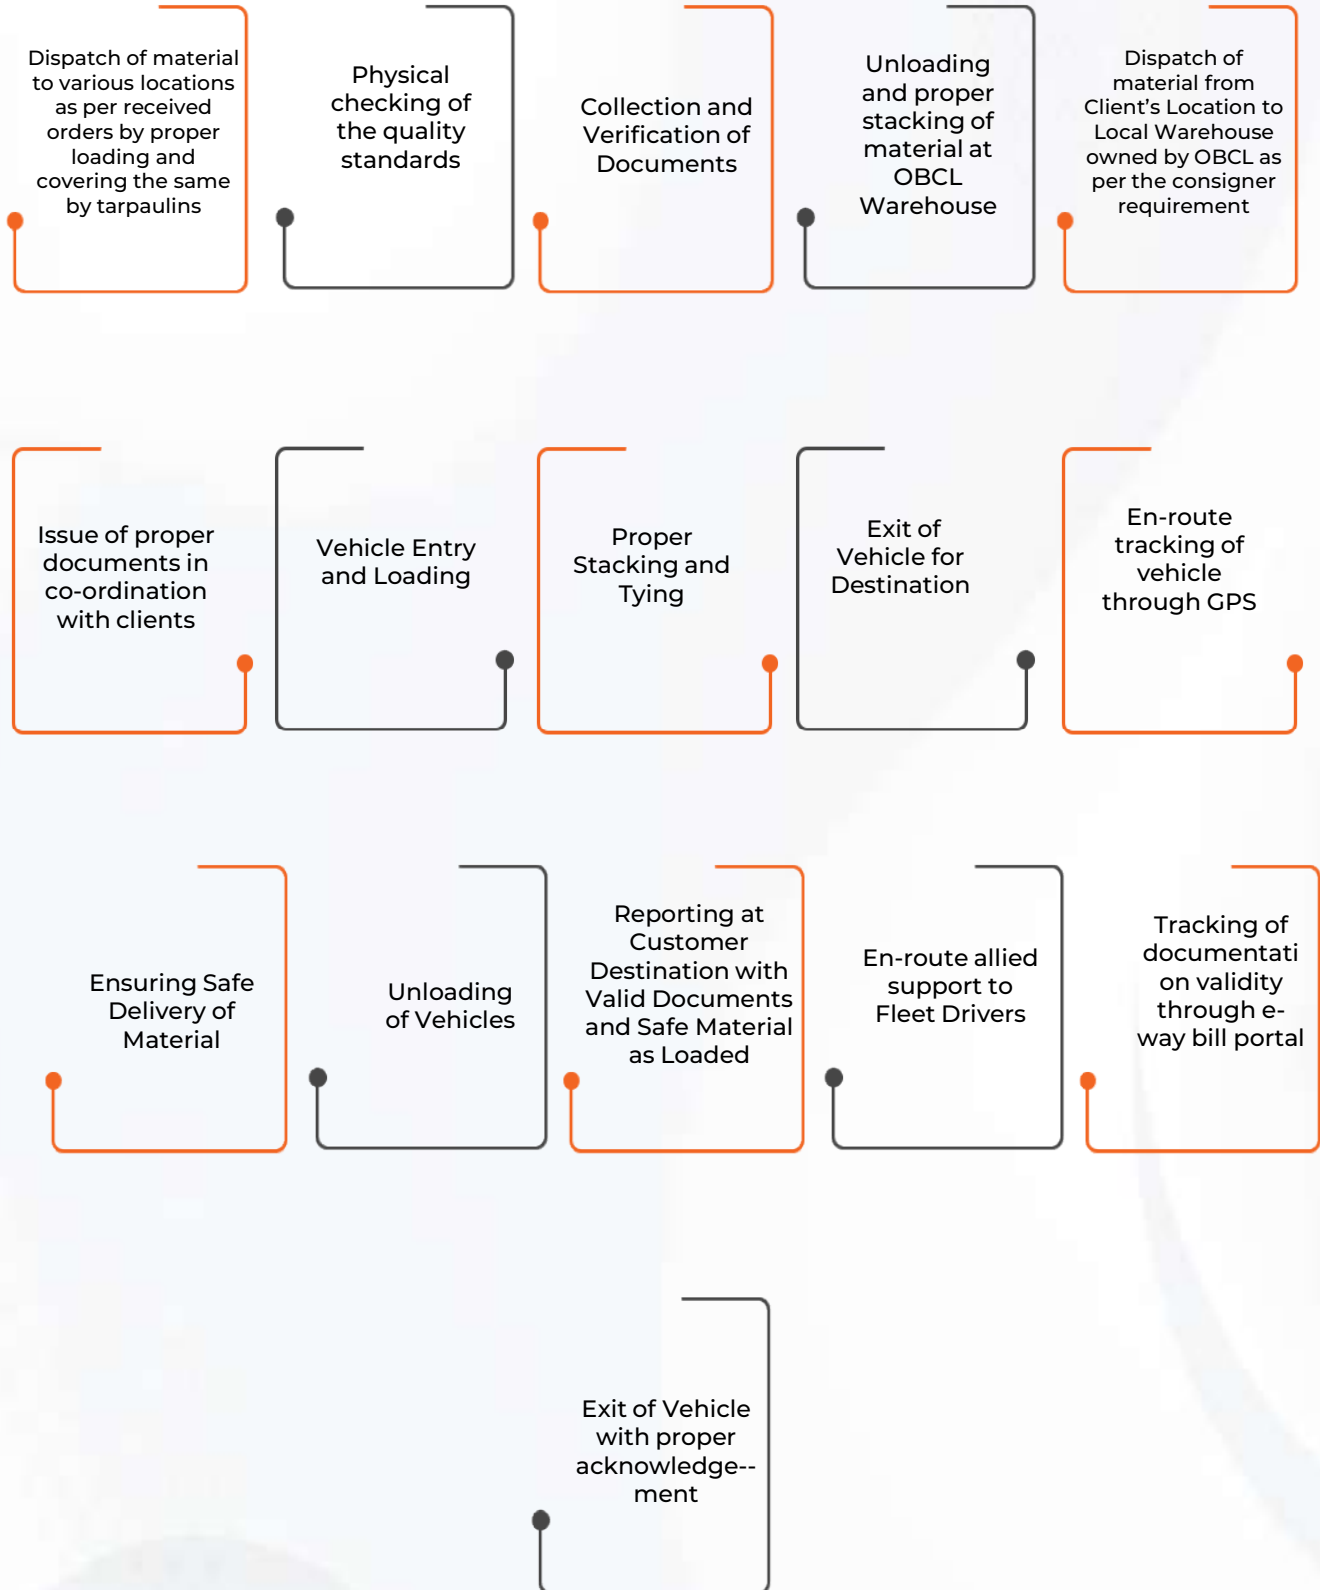 Dispatch of material
to various locations
as per received
orders by proper
loading and
covering the same
by tarpaulins
Physical
checking of
the quality
standards
Collection and
Verification of
Documents
Unloading
and proper
stacking of
material at
OBCL
Warehouse
Dispatch of
material from
Client’s Location to
Local Warehouse
owned by OBCL as
per the consigner
requirement
Issue of proper
documents in
co-ordination
with clients
Vehicle Entry
and Loading
Proper
Stacking and
Tying
Exit of
Vehicle for
Destination
En-route
tracking of
vehicle
through GPS
Ensuring Safe
Delivery of
Material
Unloading
of Vehicles
Reporting at
Customer
Destination with
Valid Documents
and Safe Material
as Loaded
En-route allied
support to
Fleet Drivers
Tracking of
documentati
on validity
through e-
way bill portal
Exit of Vehicle
with proper
acknowledge--
ment